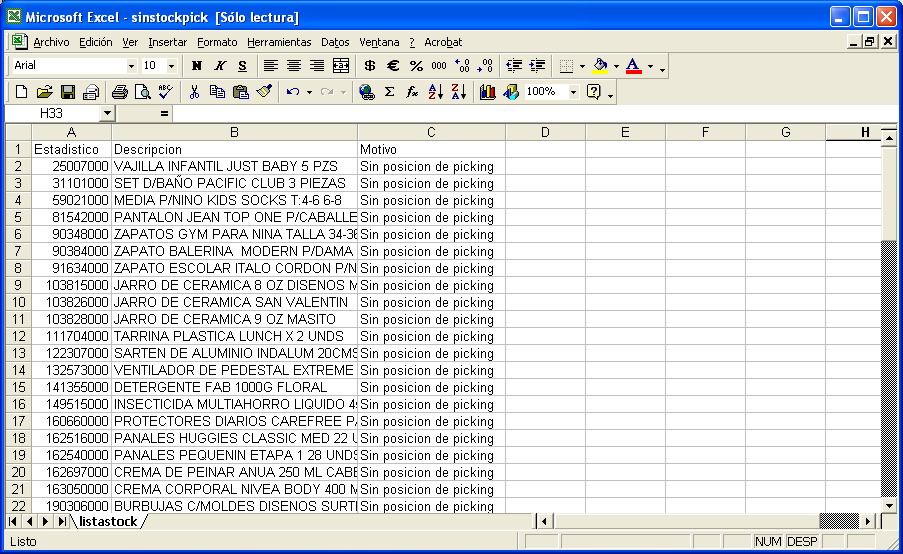 Microsoft Excel - sinstockpick [Sólo lectura]
Archivo Edición Ver Insertar Formato Herramientas Datos Ventana ? Acrobat
Arial 10 N K S $ € % 000
100%
H33 =
A B C D E F G H
1 Estadistico Descripcion Motivo
2 25007000 VAJILLA INFANTIL JUST BABY 5 PZS Sin posicion de picking
3 31101000 SET D/BAÑO PACIFIC CLUB 3 PIEZAS Sin posicion de picking
4 59021000 MEDIA P/NINO KIDS SOCKS T:4-6 6-8 Sin posicion de picking
5 81542000 PANTALON JEAN TOP ONE P/CABALLE Sin posicion de picking
6 90348000 ZAPATOS GYM PARA NINA TALLA 34-36 Sin posicion de picking
7 90384000 ZAPATO BALERINA  MODERN P/DAMA Sin posicion de picking
8 91634000 ZAPATO ESCOLAR ITALO CORDON P/N Sin posicion de picking
9 103815000 JARRO DE CERAMICA 8 OZ DISENOS M Sin posicion de picking
10 103826000 JARRO DE CERAMICA SAN VALENTIN Sin posicion de picking
11 103828000 JARRO DE CERAMICA 9 OZ MASITO Sin posicion de picking
12 111704000 TARRINA PLASTICA LUNCH X 2 UNDS Sin posicion de picking
13 122307000 SARTEN DE ALUMINIO INDALUM 20CMS Sin posicion de picking
14 132573000 VENTILADOR DE PEDESTAL EXTREME Sin posicion de picking
15 141355000 DETERGENTE FAB 1000G FLORAL Sin posicion de picking
16 149515000 INSECTICIDA MULTIAHORRO LIQUIDO 4 Sin posicion de picking
17 160660000 PROTECTORES DIARIOS CAREFREE PA Sin posicion de picking
18 162516000 PANALES HUGGIES CLASSIC MED 22 U Sin posicion de picking
19 162540000 PANALES PEQUENIN ETAPA 1 28 UNDS Sin posicion de picking
20 162697000 CREMA DE PEINAR ANUA 250 ML CABE Sin posicion de picking
21 163050000 CREMA CORPORAL NIVEA BODY 400 M Sin posicion de picking
22 190306000 BURBUJAS C/MOLDES DISENOS SURTI Sin posicion de picking
listastock
Listo NUM DESP